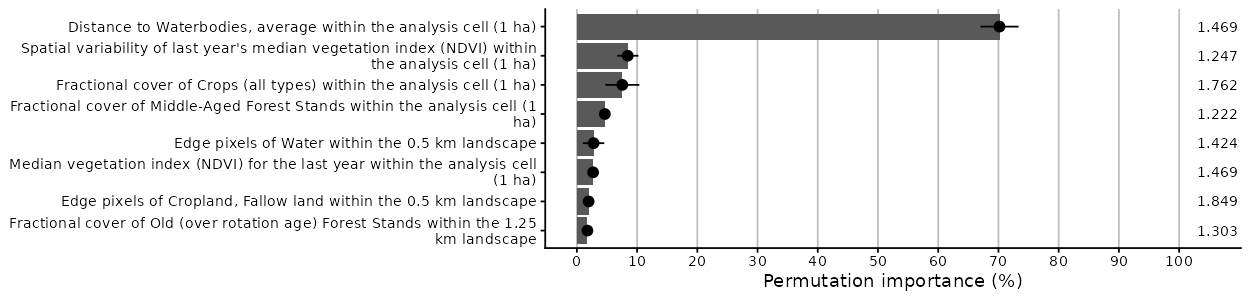 Distance to Waterbodies, average within the analysis cell (1 ha)
1.469
Spatial variability of last year's median vegetation index (NDVI) within
the analysis cell (1 ha)
1.247
Fractional cover of Crops (all types) within the analysis cell (1 ha)
1.762
Fractional cover of Middle-Aged Forest Stands within the analysis cell (1
ha)
1.222
Edge pixels of Water within the 0.5 km landscape
1.424
Median vegetation index (NDVI) for the last year within the analysis cell
(1 ha)
1.469
Edge pixels of Cropland, Fallow land within the 0.5 km landscape
1.849
Fractional cover of Old (over rotation age) Forest Stands within the 1.25
km landscape
1.303
0 10 20 30 40 50 60 70 80 90 100
Permutation importance (%)